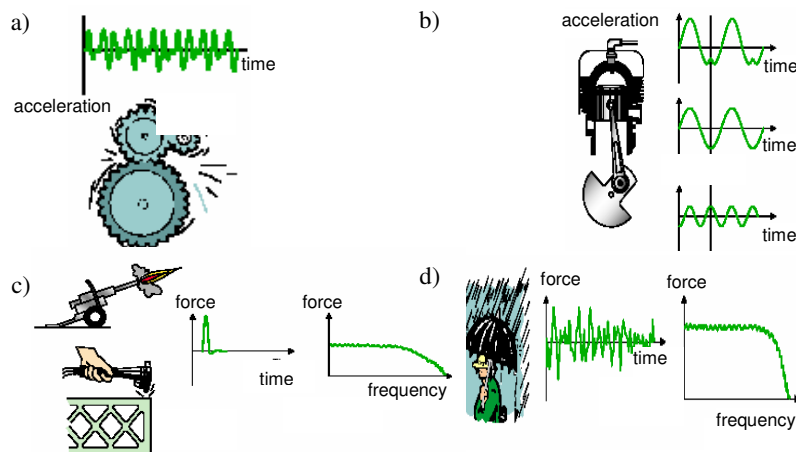 a)
time
acceleration
b)
acceleration
time
time
time
c)
force
time
force
frequency
d)
force
time
force
frequency